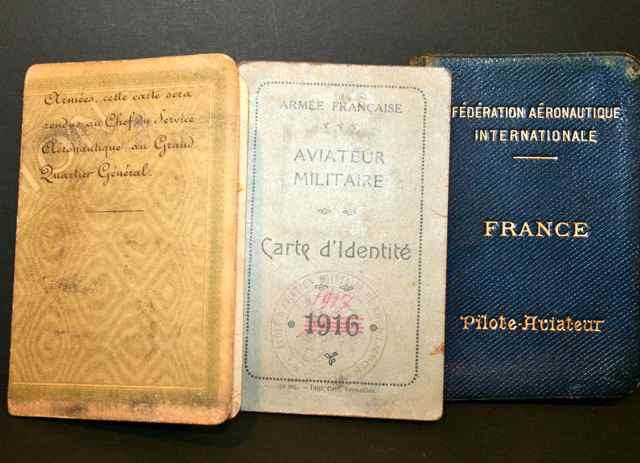 Armées, cette carte sera
rendue au Chef du Service
Aéronautique au Grand
Quartier Général.
ARMÉE FRANÇAISE
AVIATEUR
MILITAIRE
Carte d'Identité
1917
1916
FÉDÉRATION AÉRONAUTIQUE
INTERNATIONALE
FRANCE
Pilote-Aviateur